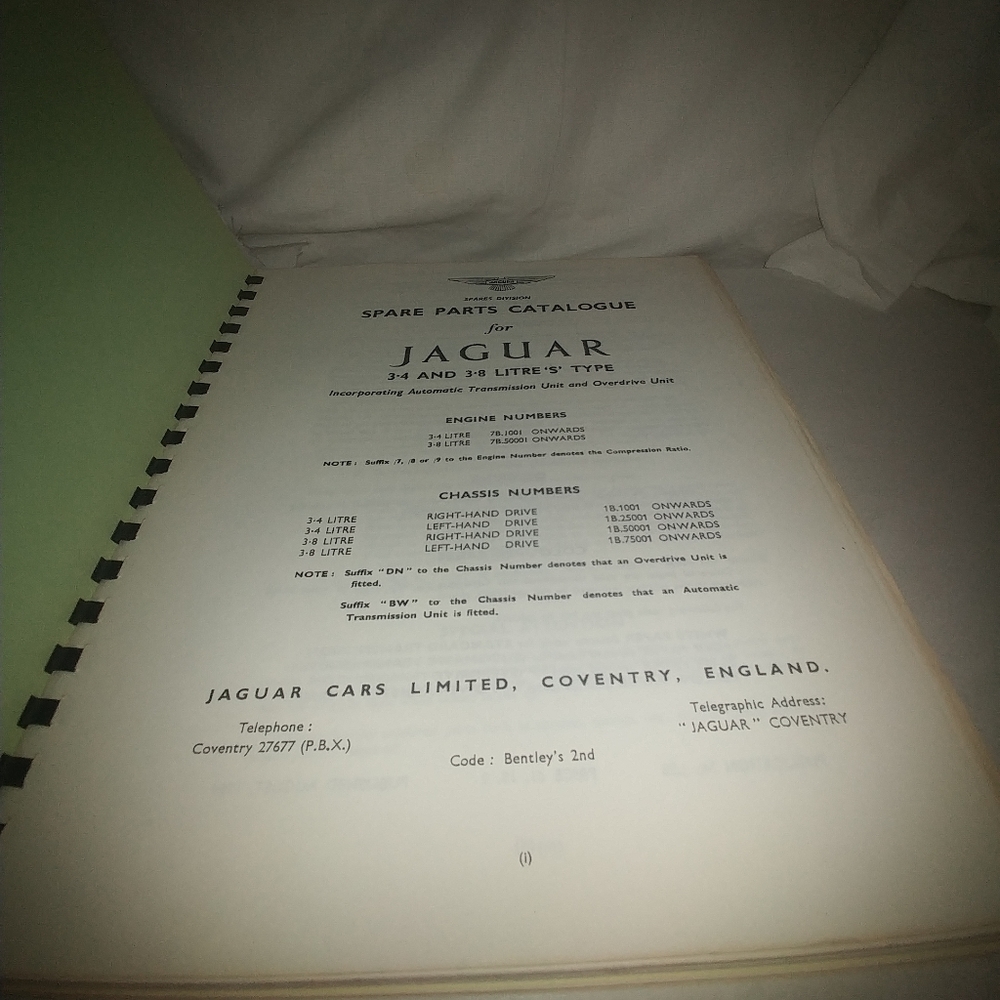 SPARES DIVISION
SPARE PARTS CATALOGUE
for
JAGUAR
3·4 AND 3·8 LITRE 'S' TYPE
Incorporating Automatic Transmission Unit and Overdrive Unit
ENGINE NUMBERS
3·4 LITRE 7B.1001 ONWARDS
3·8 LITRE 7B.50001 ONWARDS
NOTE: Suffix /7, /8 or /9 to the Engine Number denotes the Compression Ratio.
CHASSIS NUMBERS
3·4 LITRE RIGHT-HAND DRIVE 1B.1001 ONWARDS
3·4 LITRE LEFT-HAND DRIVE 1B.25001 ONWARDS
3·8 LITRE RIGHT-HAND DRIVE 1B.50001 ONWARDS
3·8 LITRE LEFT-HAND DRIVE 1B.75001 ONWARDS
NOTE: Suffix "DN" to the Chassis Number denotes that an Overdrive Unit is
fitted.
Suffix "BW" to the Chassis Number denotes that an Automatic
Transmission Unit is fitted.
JAGUAR CARS LIMITED, COVENTRY, ENGLAND.
Telephone:
Coventry 27677 (P.B.X.)
Telegraphic Address:
"JAGUAR" COVENTRY
Code: Bentley's 2nd
(i)